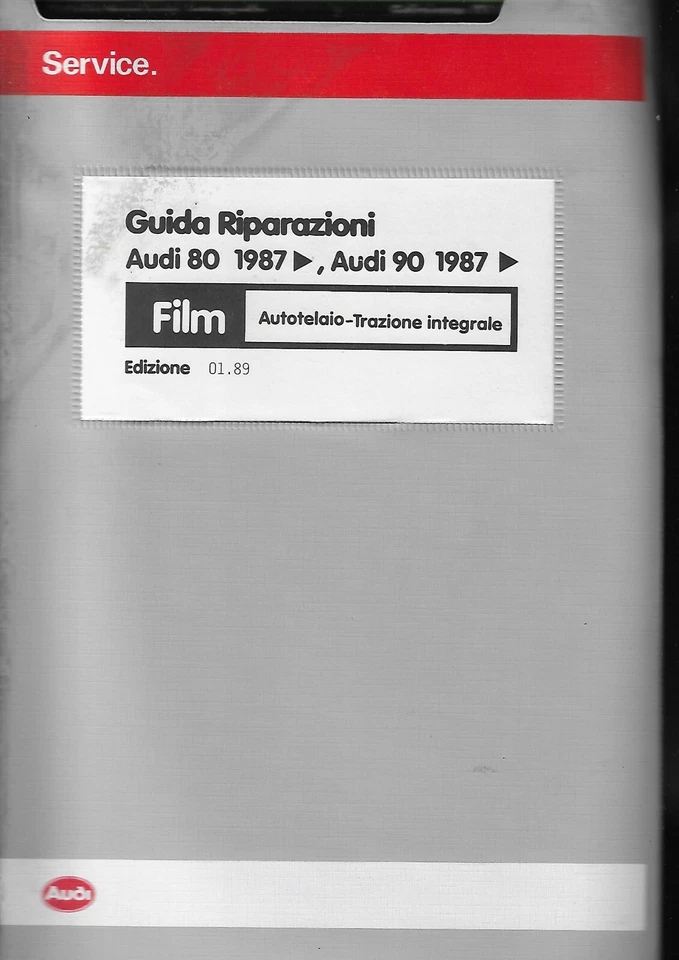 Service.
Guida Riparazioni
Audi 80 1987 ▶, Audi 90 1987 ▶
Film Autotelaio-Trazione integrale
Edizione 01.89
Audi